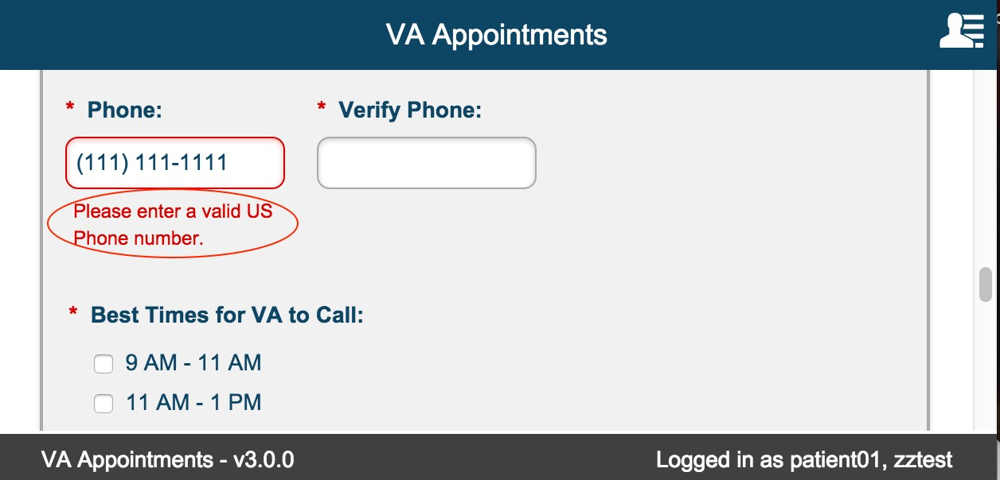 VA Appointments
* Phone: * Verify Phone:
(111) 111-1111
Please enter a valid US
Phone number.
* Best Times for VA to Call:
9 AM - 11 AM
11 AM - 1 PM
VA Appointments - v3.0.0 Logged in as patient01, zztest